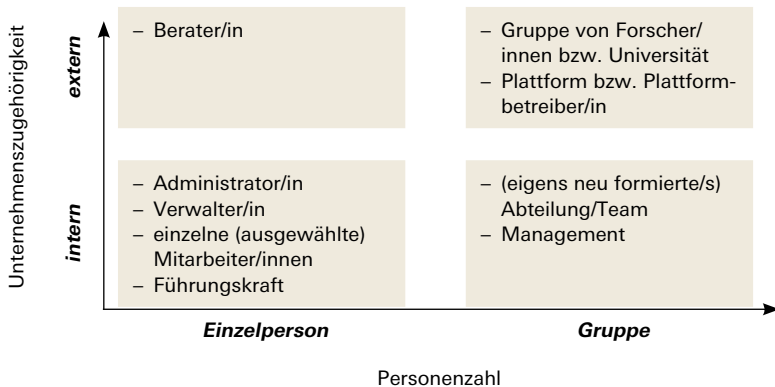 Unternehmenszugehörigkeit
extern
– Berater/in
– Gruppe von Forscher/
innen bzw. Universität
– Plattform bzw. Plattform-
betreiber/in
intern
– Administrator/in
– Verwalter/in
– einzelne (ausgewählte)
Mitarbeiter/innen
– Führungskraft
– (eigens neu formierte/s)
Abteilung/Team
– Management
Einzelperson
Gruppe
Personenzahl